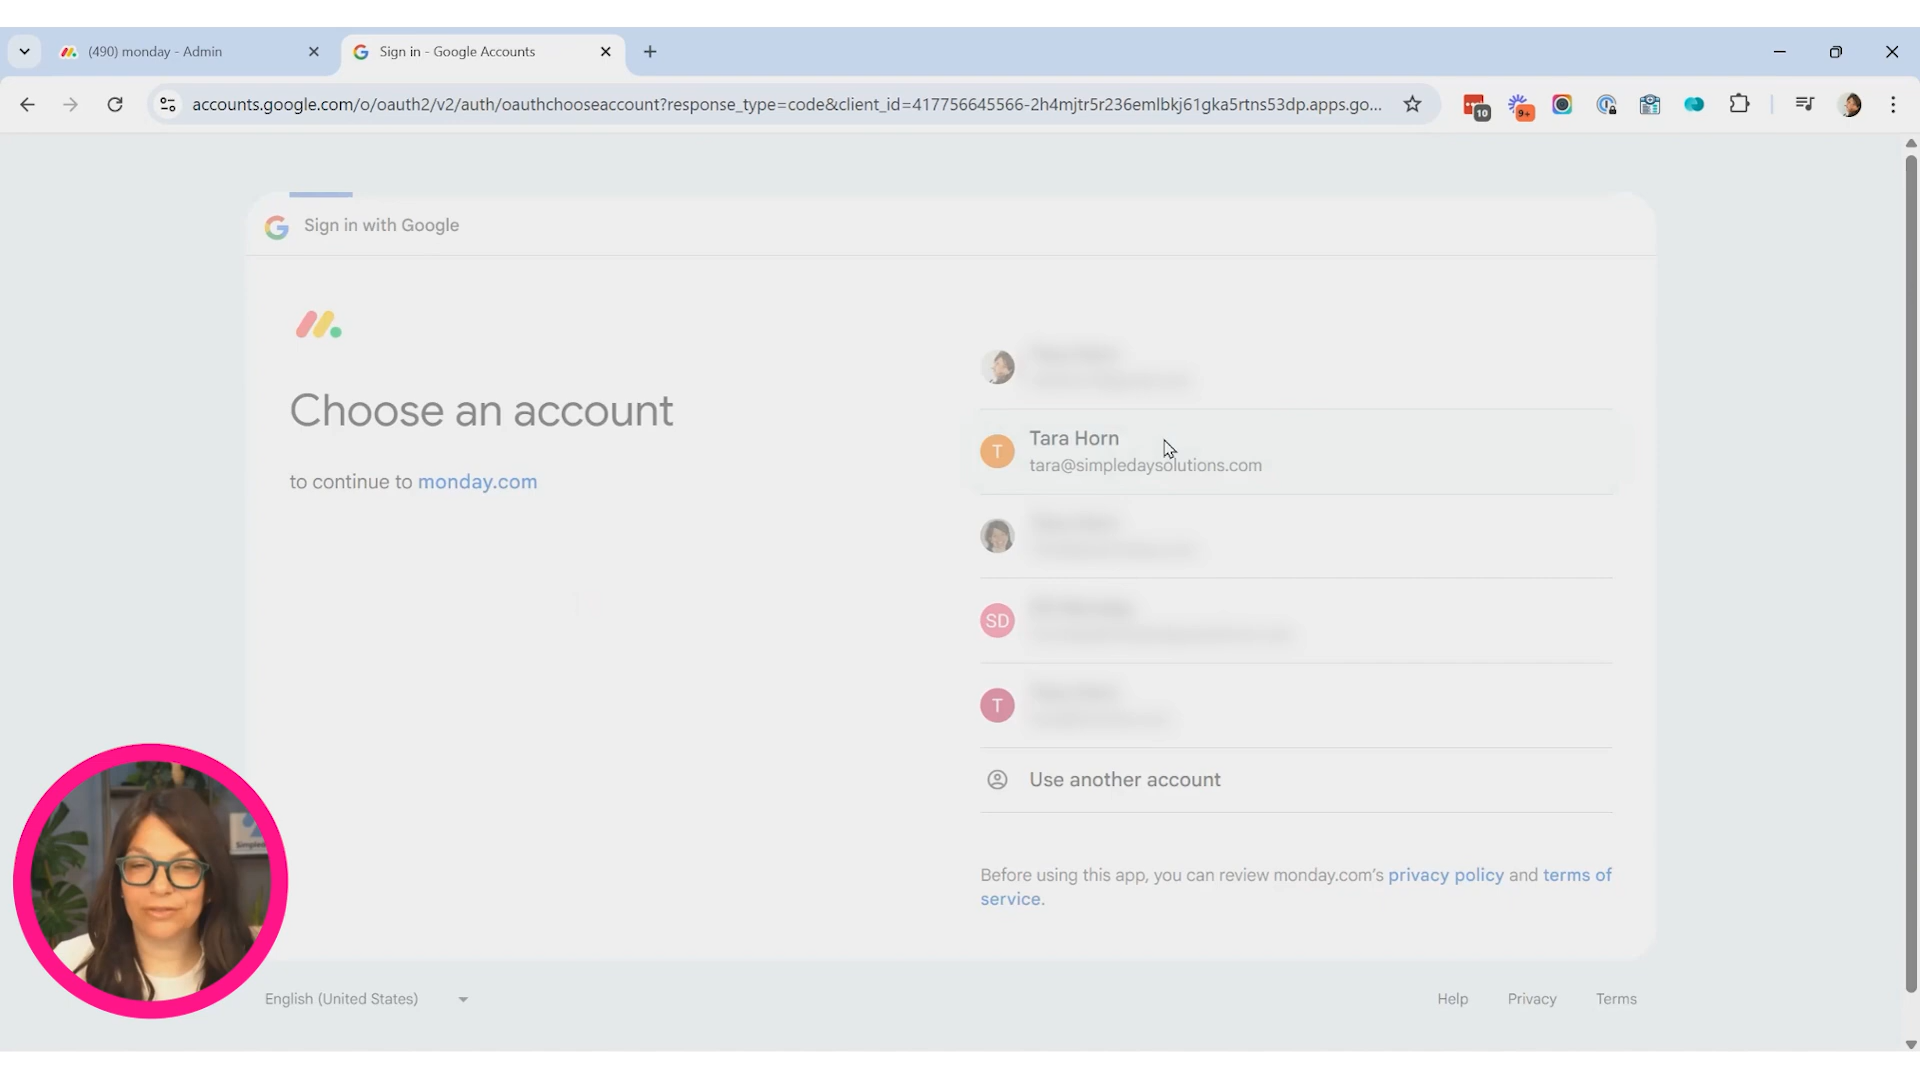 (490) monday - Admin
Sign in - Google Accounts
accounts.google.com/o/oauth2/v2/auth/oauthchooseaccount?response_type=code&client_id=417756645566-2h4mjtr5r236emlbkj61gka5rtns53dp.apps.go...
10
9+
Sign in with Google
Choose an account
to continue to monday.com
T
Tara Horn
tara@simpledaysolutions.com
SD
T
Use another account
Before using this app, you can review monday.com's privacy policy and terms of
service.
English (United States)
Help
Privacy
Terms